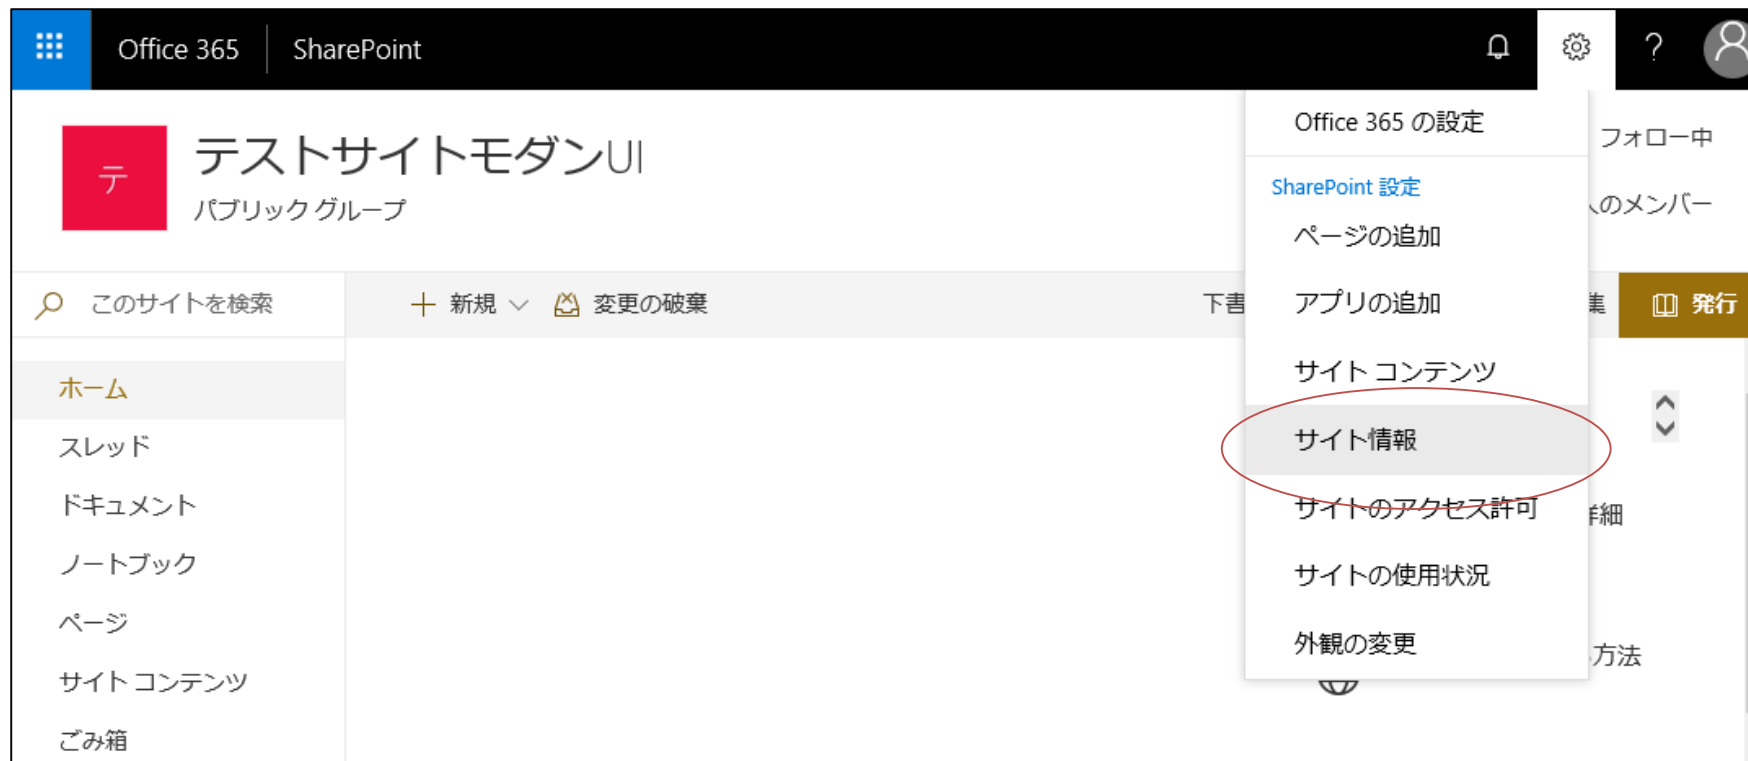 Office 365 SharePoint
?
テ
テストサイトモダンUI
パブリック グループ
フォロー中
のメンバー
このサイトを検索
新規
変更の破棄
下書
集
発行
ホーム
スレッド
ドキュメント
ノートブック
ページ
サイト コンテンツ
ごみ箱
Office 365 の設定
SharePoint 設定
ページの追加
アプリの追加
サイト コンテンツ
サイト情報
サイトのアクセス許可
サイトの使用状況
外観の変更
細
方法